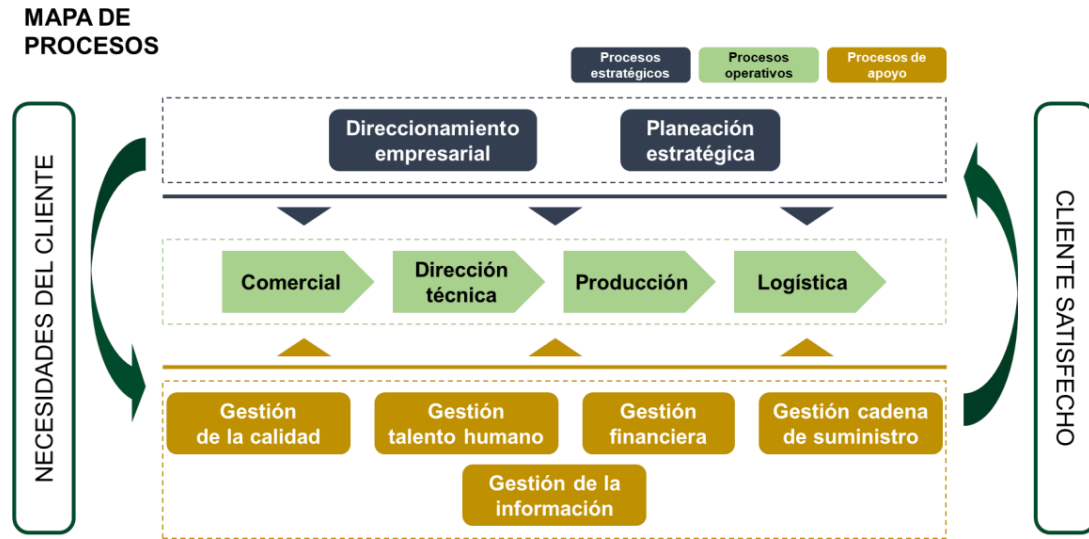 MAPA DE
PROCESOS
Procesos
estratégicos
Procesos
operativos
Procesos de
apoyo
NECESIDADES DEL CLIENTE
Direccionamiento
empresarial
Planeación
estratégica
Comercial
Dirección
técnica
Producción
Logística
Gestión
de la calidad
Gestión
talento humano
Gestión
financiera
Gestión cadena
de suministro
Gestión de la
información
CLIENTE SATISFECHO